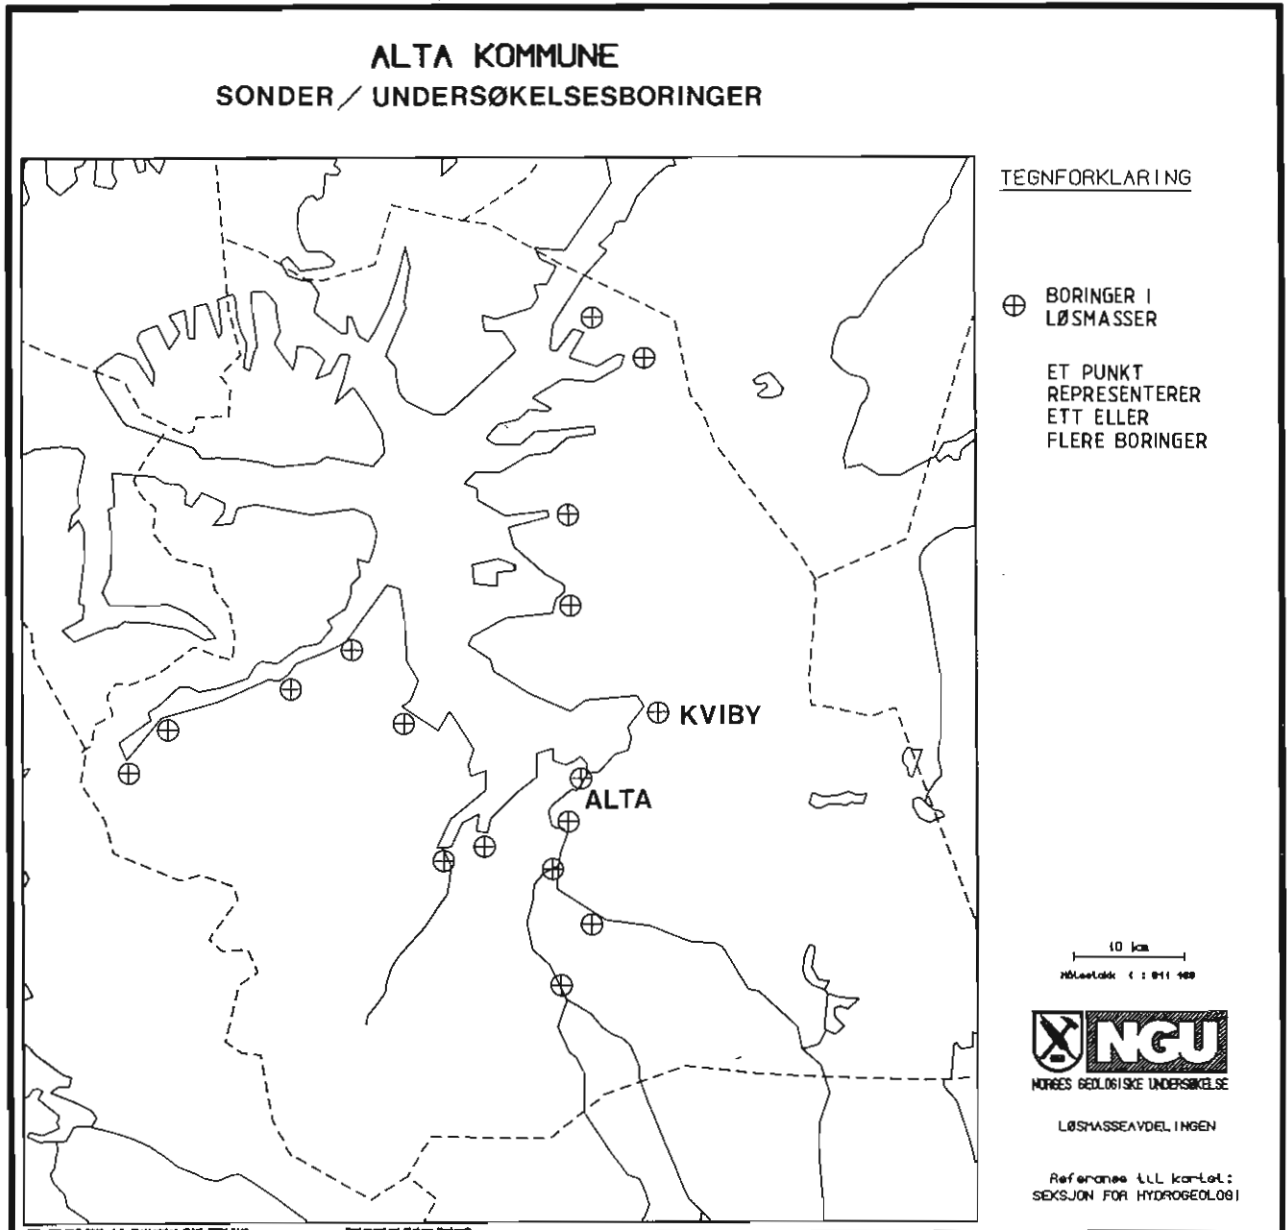 ALTA KOMMUNE
SONDER / UNDERSØKELSESBORINGER
TEGNFORKLARING
BORINGER I
LØSMASSER
ET PUNKT
REPRESENTERER
ETT ELLER
FLERE BORINGER
KVIBY
ALTA
10 km
NGU
NORGES GEOLOGISKE UNDERSØKELSE
LØSMASSEAVDELINGEN
Referanse til kartet:
SEKSJON FOR HYDROGEOLOGI